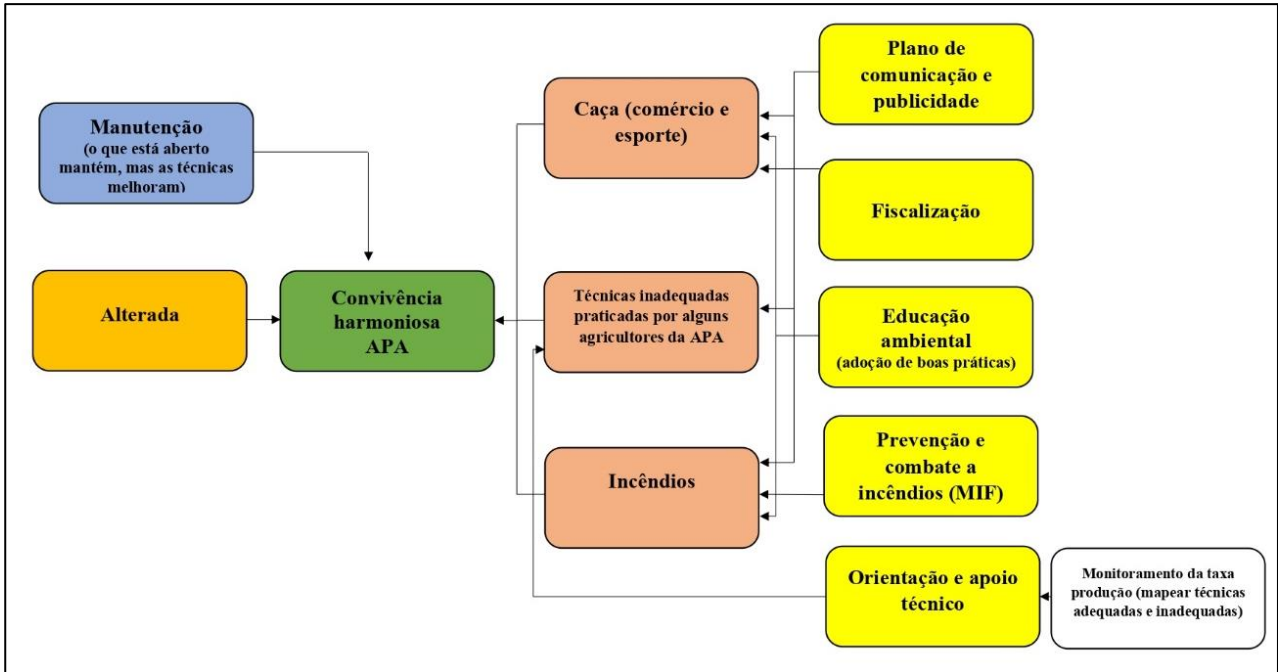 Manutenção
(o que está aberto
mantém, mas as técnicas
melhoram)
Alterada
Convivência
harmoniosa
APA
Caça (comércio e
esporte)
Técnicas inadequadas
praticadas por alguns
agricultores da APA
Incêndios
Plano de
comunicação e
publicidade
Fiscalização
Educação
ambiental
(adoção de boas práticas)
Prevenção e
combate a
incêndios (MIF)
Orientação e apoio
técnico
Monitoramento da taxa
produção (mapear técnicas
adequadas e inadequadas)